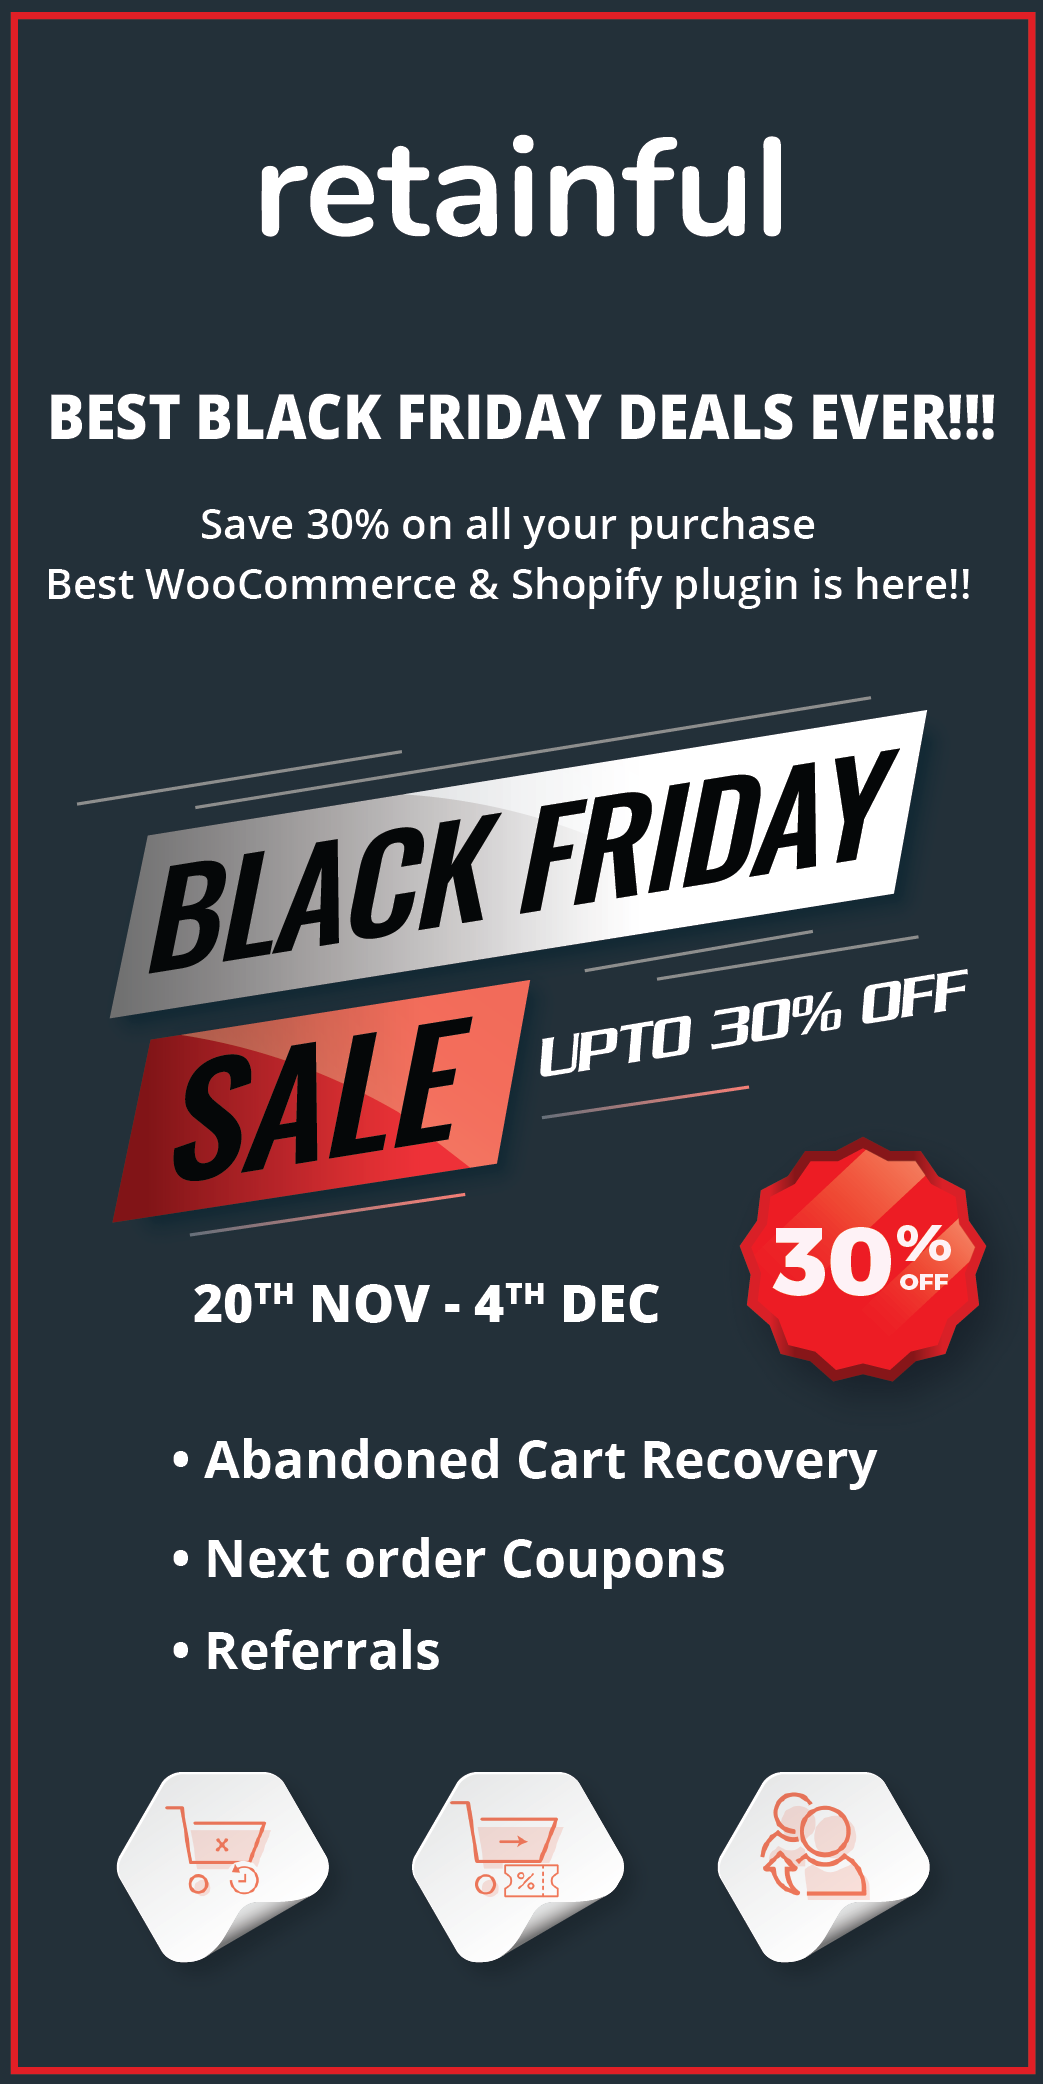 retainful
BEST BLACK FRIDAY DEALS EVER!!!
Save 30% on all your purchase
Best WooCommerce & Shopify plugin is here!!
BLACK FRIDAY
SALE
UPTO 30% OFF
30%
OFF
20TH NOV - 4TH DEC
• Abandoned Cart Recovery
• Next order Coupons
• Referrals
%